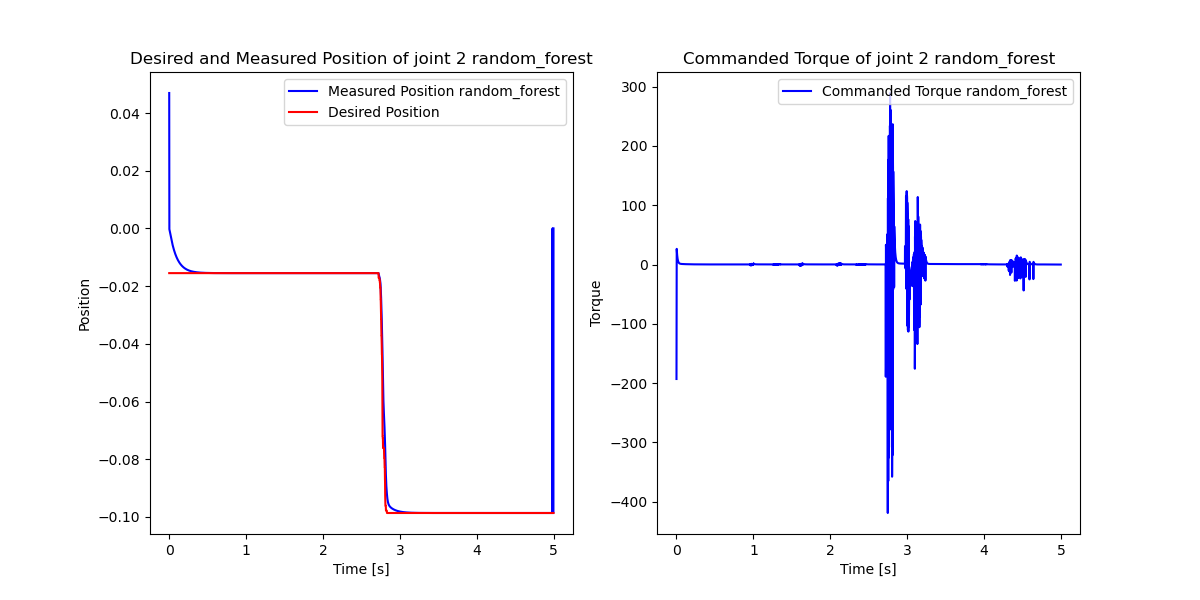 Desired and Measured Position of joint 2 random_forest
Measured Position random_forest
Desired Position
0.04
0.02
0.00
−0.02
−0.04
−0.06
−0.08
−0.10
Position
0 1 2 3 4 5
Time [s]
Commanded Torque of joint 2 random_forest
Commanded Torque random_forest
300
200
100
0
−100
−200
−300
−400
Torque
0 1 2 3 4 5
Time [s]